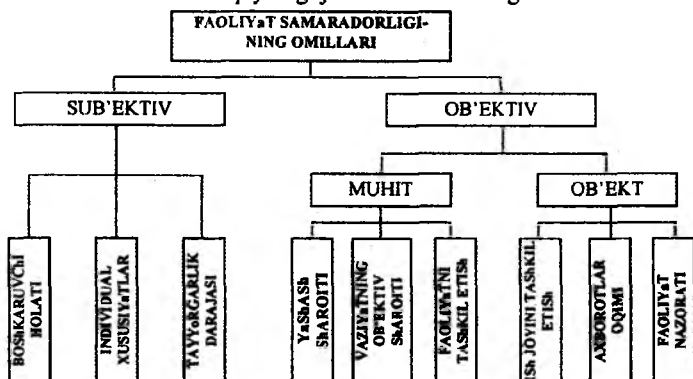 FAOLIYaT SAMARADORLIGI-
NING OMILLARI
SUB'EKTIV
OB'EKTIV
MUHIT
OB'EKT
BOShKARUVChI
HOLATI
INDIVIDUAL
XUSUSIYaTLAR
TAYYoRGARLIK
DARAJASI
YaShASh
ShAROITI
VAZIYaTNING
OB'EKTIV
ShAROITI
FAOLIYaTNI
TAShKIL ETISh
ISh JOVINI TAShKIL
ETISh
AXBOROTLAR
OQIMI
FAOLIYaT
NAZORATI